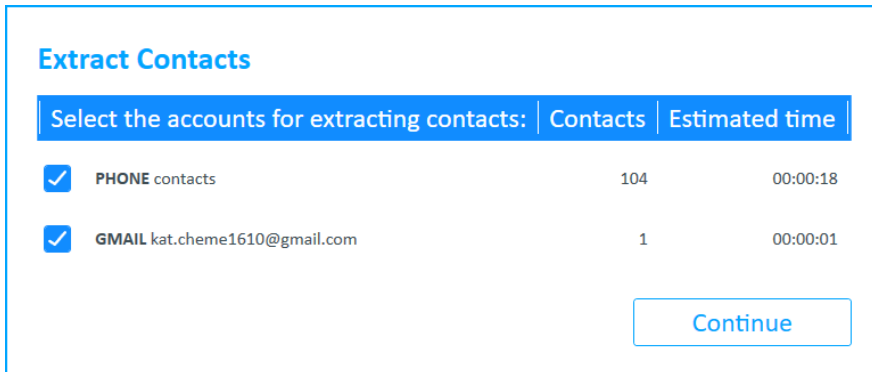 Extract Contacts
Select the accounts for extracting contacts: Contacts Estimated time
PHONE contacts 104 00:00:18
GMAIL kat.cheme1610@gmail.com 1 00:00:01
Continue